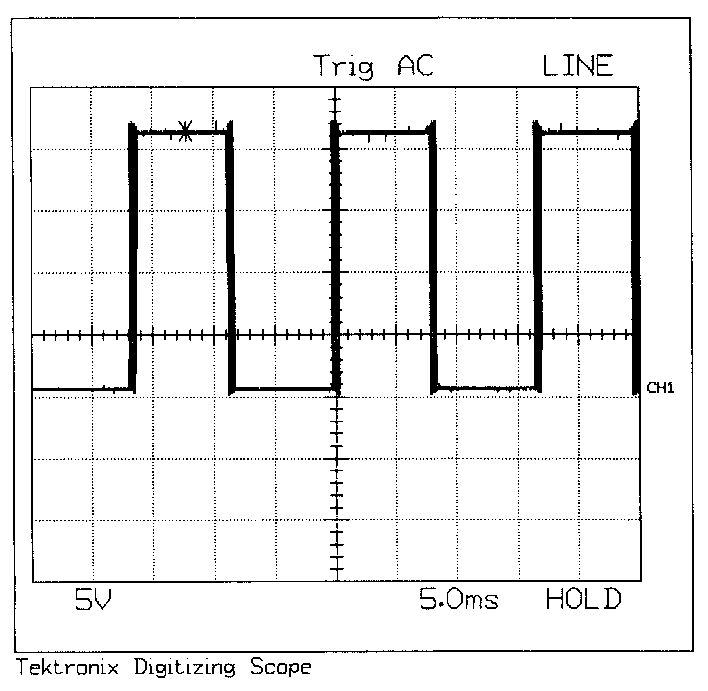 Trig AC LINE
CH1
5V 5.0ms HOLD
Tektronix Digitizing Scope